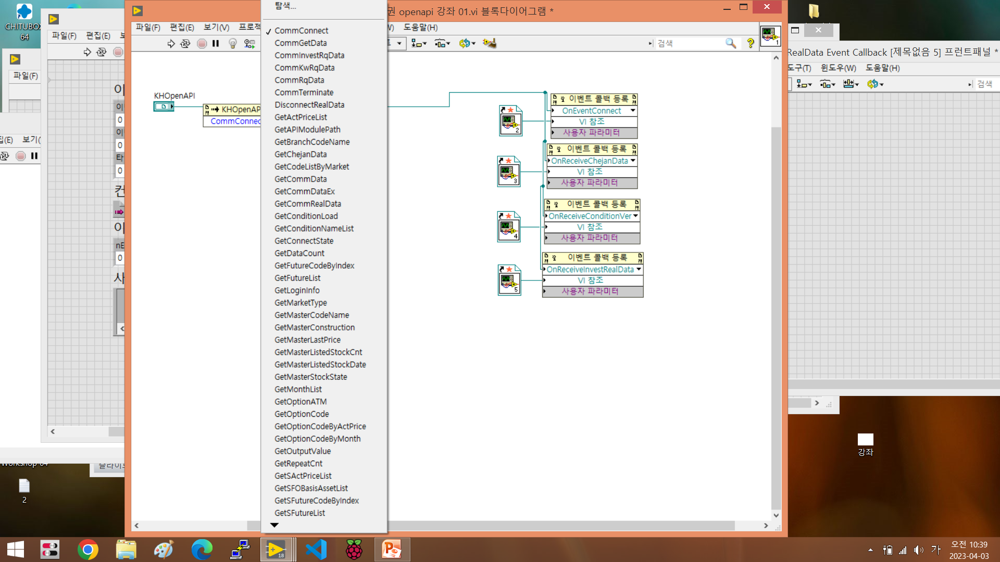 CHITUBOX
64
파일(F) 편집(E)
파일(F)
집(E) 보기(
0
0
타
0
컨
nE
0
사
슬라이드
2
권 openapi 강좌 01.vi 블록다이어그램 *
파일(F) 편집(E) 보기(V) 프로젝 도움말(H)
검색
1
KHOpenAPI
KHOpenAP
CommConnec
탐색...
CommConnect
CommGetData
CommInvestRqData
CommKwRqData
CommRqData
CommTerminate
DisconnectRealData
GetActPriceList
GetAPIModulePath
GetBranchCodeName
GetChejanData
GetCodeListByMarket
GetCommData
GetCommDataEx
GetCommRealData
GetConditionLoad
GetConditionNameList
GetConnectState
GetDataCount
GetFutureCodeByIndex
GetFutureList
GetLoginInfo
GetMarketType
GetMasterCodeName
GetMasterConstruction
GetMasterLastPrice
GetMasterListedStockCnt
GetMasterListedStockDate
GetMasterStockState
GetMonthList
GetOptionATM
GetOptionCode
GetOptionCodeByActPrice
GetOptionCodeByMonth
GetOutputValue
GetRepeatCnt
GetSActPriceList
GetSFOBasisAssetList
GetSFutureCodeByIndex
GetSFutureList
2
이벤트 콜백 등록
OnEventConnect
VI 참조
사용자 파라미터
3
이벤트 콜백 등록
OnReceiveChejanData
VI 참조
사용자 파라미터
4
이벤트 콜백 등록
OnReceiveConditionVer
VI 참조
사용자 파라미터
5
이벤트 콜백 등록
OnReceiveInvestRealData
VI 참조
사용자 파라미터
RealData Event Callback [제목없음 5] 프런트패널 *
도구(T) 윈도우(W) 도움말(H)
검색
강좌
18
가
오전 10:39
2023-04-03